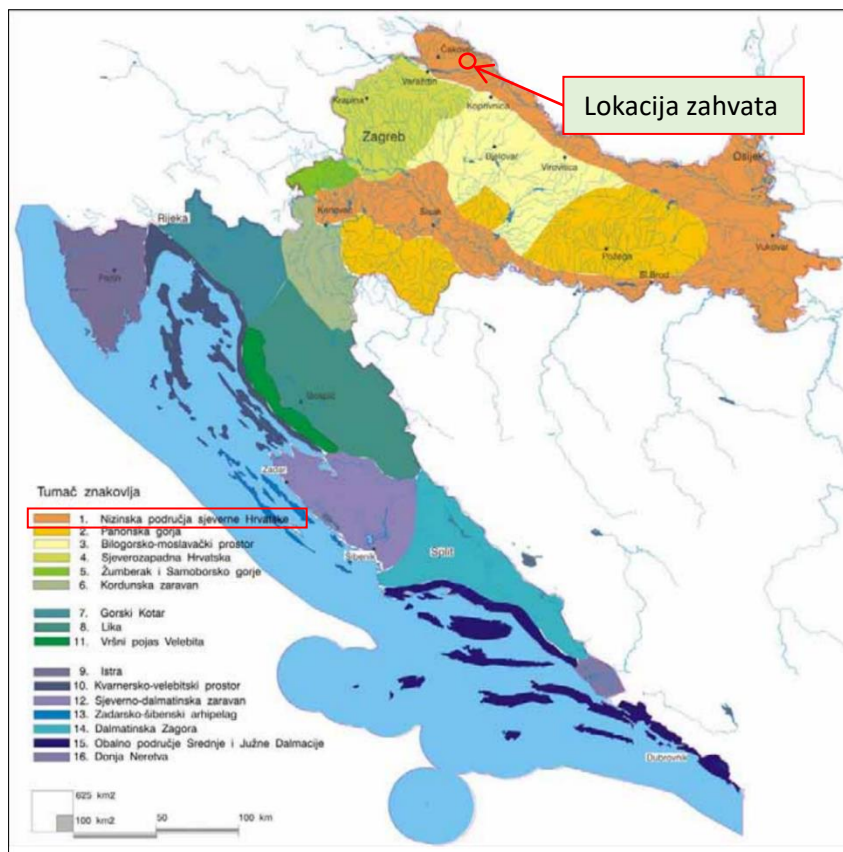 Čakovec
Varaždin
Lokacija zahvata
Krapina
Koprivnica
Zagreb
Bjelovar
Virovitica
Osijek
Rijeka
Karlovac
Sisak
Požega
Vukovar
Sl.Brod
Pazin
Gospić
Zadar
Tumač znakovlja
1. Nizinska područja sjeverne Hrvatske
2. Panonska gorja
3. Bilogorsko-moslavački prostor
4. Sjeverozapadna Hrvatska
5. Žumberak i Samoborsko gorje
6. Kordunska zaravan
Šibenik
Split
7. Gorski Kotar
8. Lika
11. Vršni pojas Velebita
9. Istra
10. Kvarnersko-velebitski prostor
12. Sjeverno-dalmatinska zaravan
13. Zadarsko-šibenski arhipelag
14. Dalmatinska Zagora
15. Obalno područje Srednje i Južne Dalmacije
16. Donja Neretva
Dubrovnik
625 km2
100 km2
50
100 km